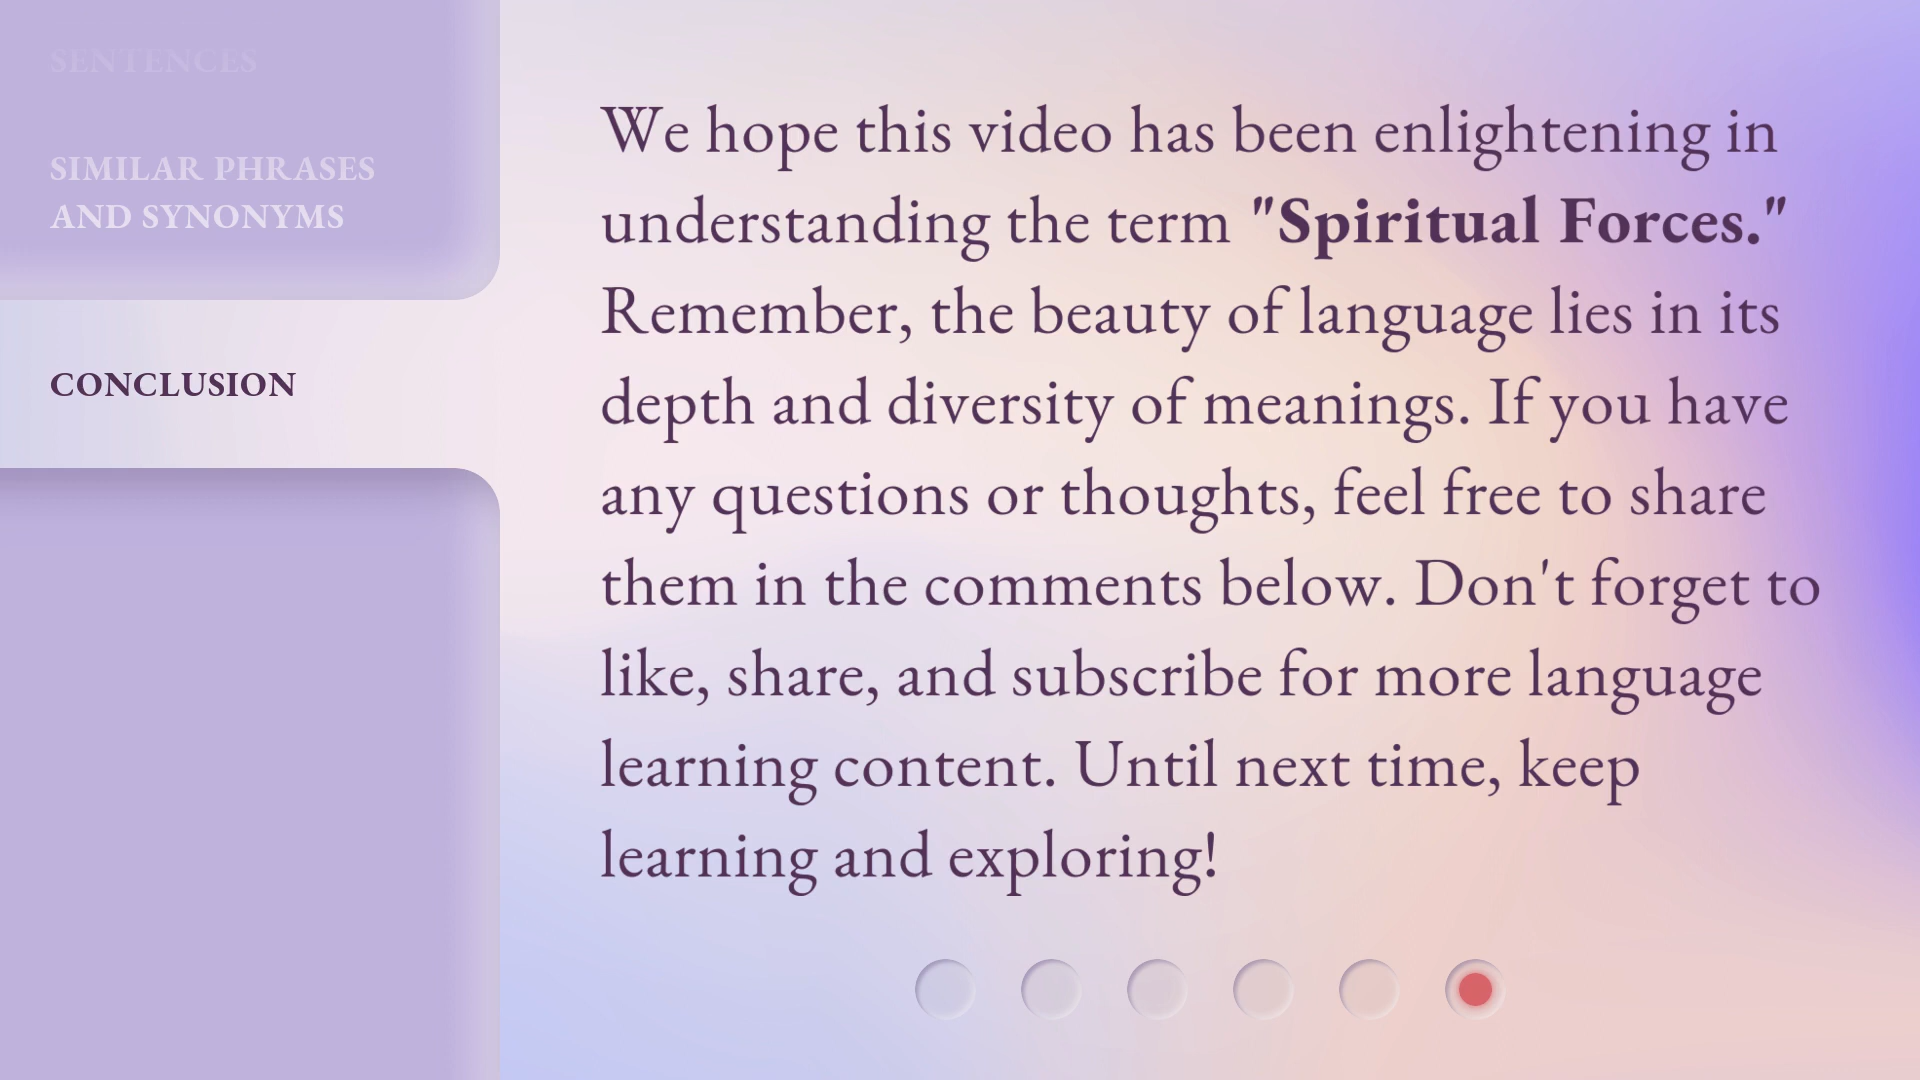 SENTENCES
SIMILAR PHRASES
AND SYNONYMS
CONCLUSION
We hope this video has been enlightening in
understanding the term "Spiritual Forces."
Remember, the beauty of language lies in its
depth and diversity of meanings. If you have
any questions or thoughts, feel free to share
them in the comments below. Don't forget to
like, share, and subscribe for more language
learning content. Until next time, keep
learning and exploring!